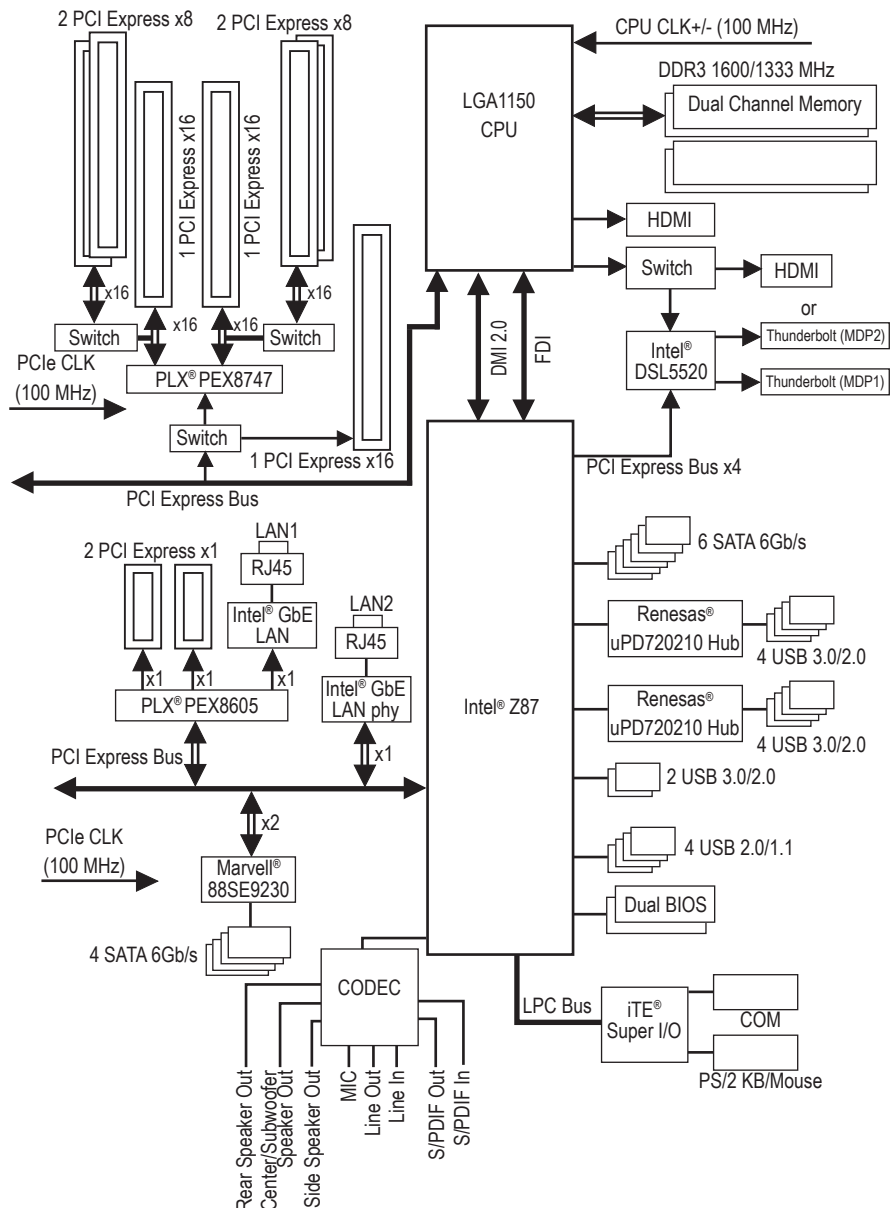 2 PCI Express x8
2 PCI Express x8
1 PCI Express x16
1 PCI Express x16
x16
x16
x16
x16
Switch
Switch
PCIe CLK
(100 MHz)
PLX® PEX8747
Switch
1 PCI Express x16
PCI Express Bus
LGA1150
CPU
CPU CLK+/- (100 MHz)
DDR3 1600/1333 MHz
Dual Channel Memory
HDMI
Switch
HDMI
or
Intel®
DSL5520
Thunderbolt (MDP2)
Thunderbolt (MDP1)
DMI 2.0
FDI
PCI Express Bus x4
2 PCI Express x1
LAN1
RJ45
Intel® GbE
LAN
LAN2
RJ45
Intel® GbE
LAN phy
x1
x1
x1
PLX® PEX8605
PCI Express Bus
x1
x2
PCIe CLK
(100 MHz)
Marvell®
88SE9230
4 SATA 6Gb/s
Intel® Z87
6 SATA 6Gb/s
Renesas®
uPD720210 Hub
4 USB 3.0/2.0
Renesas®
uPD720210 Hub
4 USB 3.0/2.0
2 USB 3.0/2.0
4 USB 2.0/1.1
Dual BIOS
CODEC
LPC Bus
iTE®
Super I/O
COM
PS/2 KB/Mouse
Rear Speaker Out
Center/Subwoofer
Speaker Out
Side Speaker Out
MIC
Line Out
Line In
S/PDIF Out
S/PDIF In